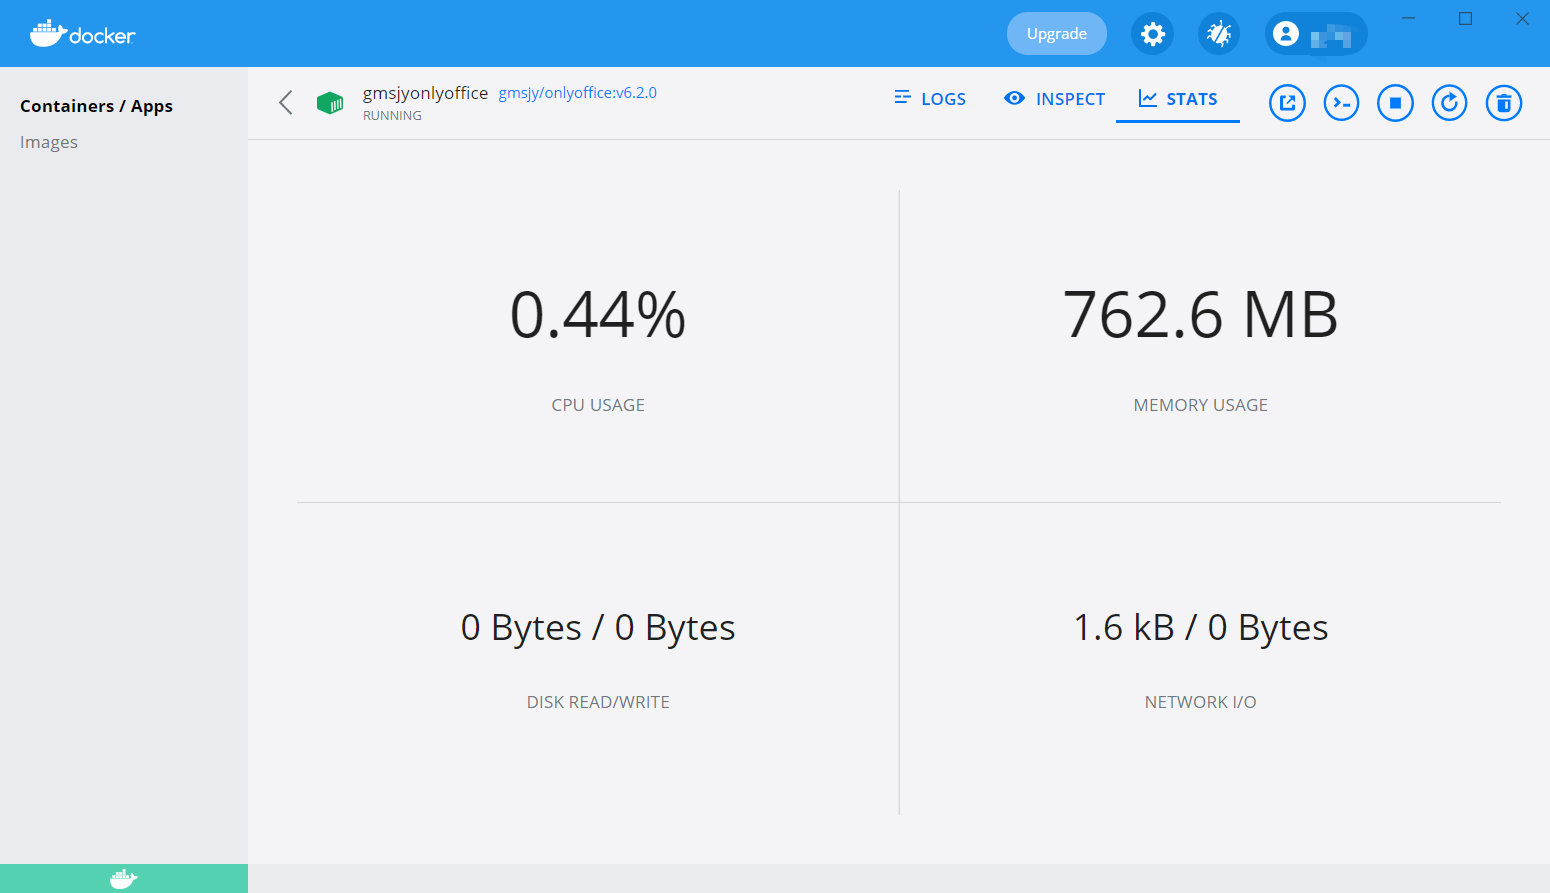 docker
Upgrade
Containers / Apps
Images
gmsjyonlyoffice gmsjy/onlyoffice:v6.2.0
RUNNING
LOGS
INSPECT
STATS
0.44%
CPU USAGE
762.6 MB
MEMORY USAGE
0 Bytes / 0 Bytes
DISK READ/WRITE
1.6 kB / 0 Bytes
NETWORK I/O